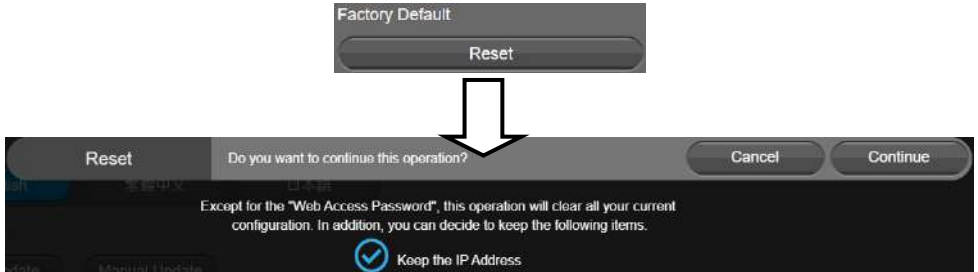 Factory Default
Reset
Reset Do you want to continue this operation? Cancel Continue
繁體中文 日本語
Except for the "Web Access Password", this operation will clear all your current
configuration. In addition, you can decide to keep the following items.
Keep the IP Address
Manual Update